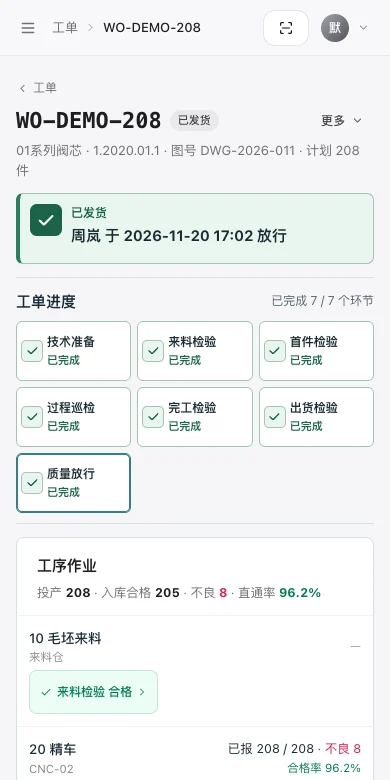 工单 > WO-DEMO-208 默
< 工单
WO-DEMO-208 已发货 更多
01系列阀芯 · 1.2020.01.1 · 图号 DWG-2026-011 · 计划 208
件
已发货
周岚 于 2026-11-20 17:02 放行
工单进度 已完成 7 / 7 个环节
技术准备 来料检验 首件检验
已完成 已完成 已完成
过程巡检 完工检验 出货检验
已完成 已完成 已完成
质量放行
已完成
工序作业
投产 208 · 入库合格 205 · 不良 8 · 直通率 96.2%
10 毛坯来料 —
来料仓
来料检验 合格 >
20 精车 已报 208 / 208 · 不良 8
CNC-02 合格率 96.2%